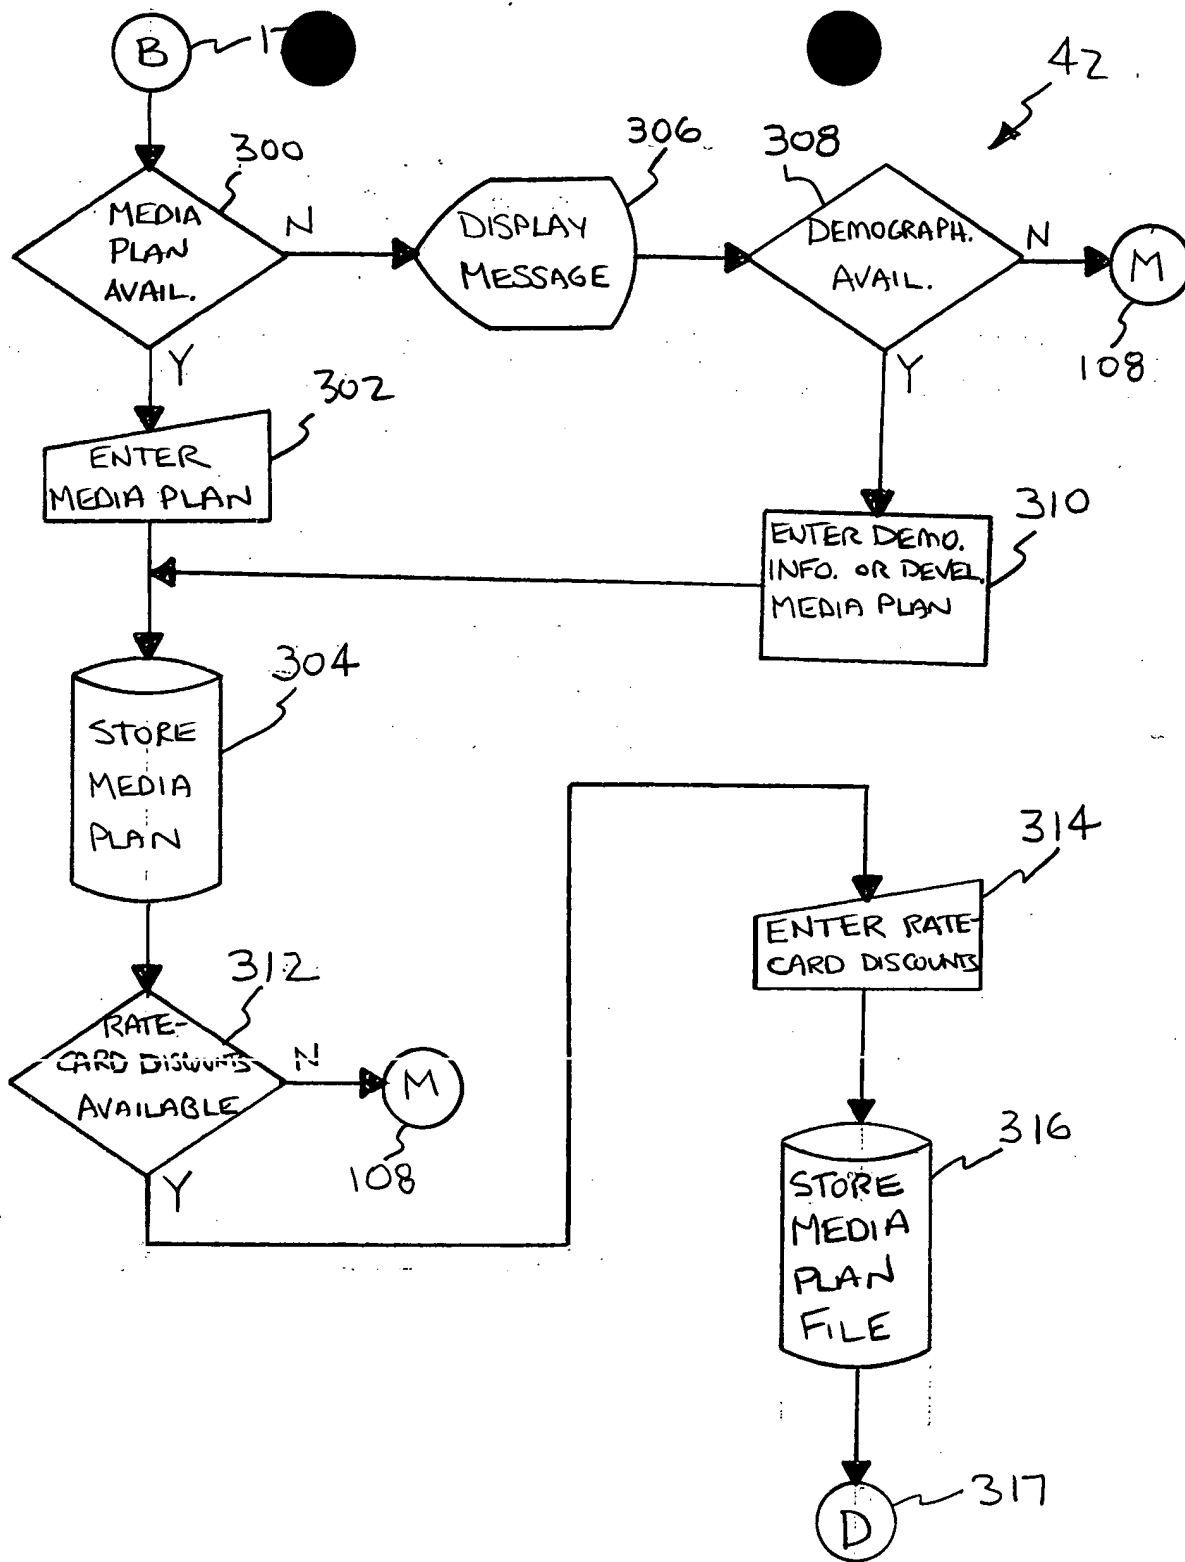 B
42
300
306
308
MEDIA
PLAN
AVAIL.
N
DISPLAY
MESSAGE
DEMOGRAPH.
AVAIL.
N
M
108
Y
Y
302
ENTER
MEDIA PLAN
310
ENTER DEMO.
INFO. OR DEVEL.
MEDIA PLAN
304
STORE
MEDIA
PLAN
314
ENTER RATE-
CARD DISCOUNTS
312
RATE-
CARD DISCOUNTS
AVAILABLE
N
M
108
Y
316
STORE
MEDIA
PLAN
FILE
317
D